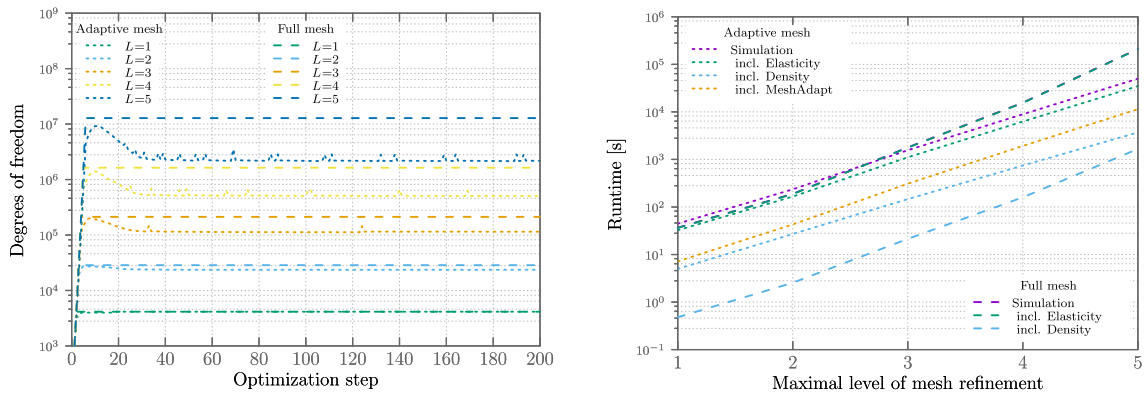 10^9
10^8
10^7
10^6
10^5
10^4
10^3
Degrees of freedom
Adaptive mesh
L=1
L=2
L=3
L=4
L=5
Full mesh
L=1
L=2
L=3
L=4
L=5
0 20 40 60 80 100 120 140 160 180 200
Optimization step
10^6
10^5
10^4
10^3
10^2
10^1
10^0
10^−1
Runtime [s]
Adaptive mesh
Simulation
incl. Elasticity
incl. Density
incl. MeshAdapt
Full mesh
Simulation
incl. Elasticity
incl. Density
1 2 3 4 5
Maximal level of mesh refinement